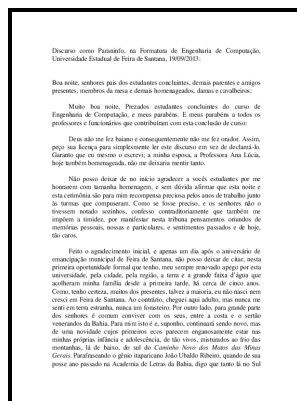 Discurso como Paraninfo, na Formatura de Engenharia de Computação,
Universidade Estadual de Feira de Santana, 19/09/2013:
Boa noite, senhores pais dos estudantes concluintes, demais parentes e amigos
presentes, membros da mesa e demais homenageados, damas e cavalheiros;
Muito boa noite, Prezados estudantes concluintes do curso de
Engenharia de Computação, e meus parabéns. E meus parabéns a todos os
professores e funcionários que contribuíram com esta conclusão de curso:
Deus não me fez baiano e consequentemente não me fez orador. Assim,
peço sua licença para simplesmente ler este discurso em vez de declamá-lo.
Garanto que eu mesmo o escrevi; a minha esposa, a Professora Ana Lúcia,
hoje também homenageada, não me deixaria mentir tanto.
Não posso deixar de no início agradecer a vocês estudantes por me
honrarem com tamanha homenagem, e sem dúvida afirmar que esta noite e
esta cerimônia são para mim recompensa preciosa pelos anos de trabalho junto
às turmas que compuseram. Como se fosse preciso, e os senhores não o
tivessem notado sozinhos, confesso contraditoriamente que também me
impõem a timidez, por manifestar nesta tribuna pensamentos oriundos de
memórias pessoais, nossas e particulares, e sentimentos passados e de hoje,
tão caros.
Feito o agradecimento inicial, e apenas um dia após o aniversário de
emancipação municipal de Feira de Santana, não posso deixar de citar, nesta
primeira oportunidade formal que tenho, meu sempre renovado apego por esta
universidade, pela cidade, pela região, a terra e a grande faixa d'água que
acolheram minha família desde a primeira tarde, há cerca de cinco anos.
Como, tenho certeza, muitos dos presentes, talvez a maioria, eu não nasci nem
cresci em Feira de Santana. Ao contrário, cheguei aqui adulto, mas nunca me
senti em terra estranha, nunca um forasteiro. Por outro lado, para grande parte
dos senhores é comum conviver com os seus, entre a costa e o sertão
venerandos da Bahia. Para mim isto é, suponho, continuará sendo novo, mas
de uma novidade cujos primeiros ecos parecem enganosamente estar nas
minhas próprias infância e adolescência, de tão vivos, misturados ao frio das
montanhas, lá de baixo, do sul do Caminho Novo dos Matos das Minas
Gerais. Parafraseando o gênio itaparicano João Ubaldo Ribeiro, quando de sua
posse ano passado na Academia de Letras da Bahia, digo que tanto lá no Sul